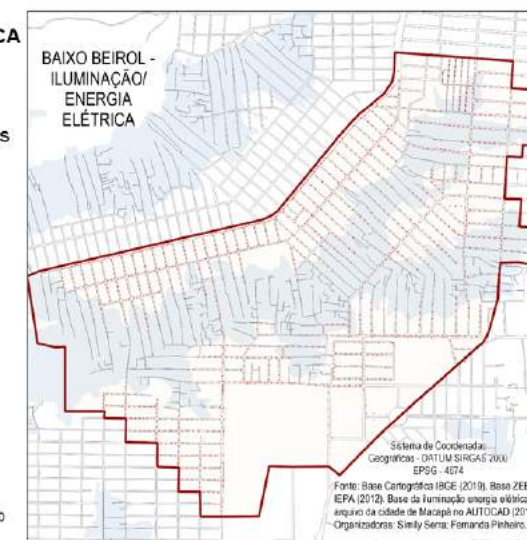 CA
BAIXO BEIROL -
ILUMINAÇÃO/
ENERGIA
ELÉTRICA
S
Sistema de Coordenadas
Geográficas - DATUM SIRGAS 2000
EPSG - 4674
Fonte: Base Cartográfica IBGE (2019). Base ZEE
IEPA (2012). Base da iluminação energia elétrica
arquivo da cidade de Macapá no AUTOCAD (201
Organizadoras: Simily Serra; Fernanda Pinheiro.